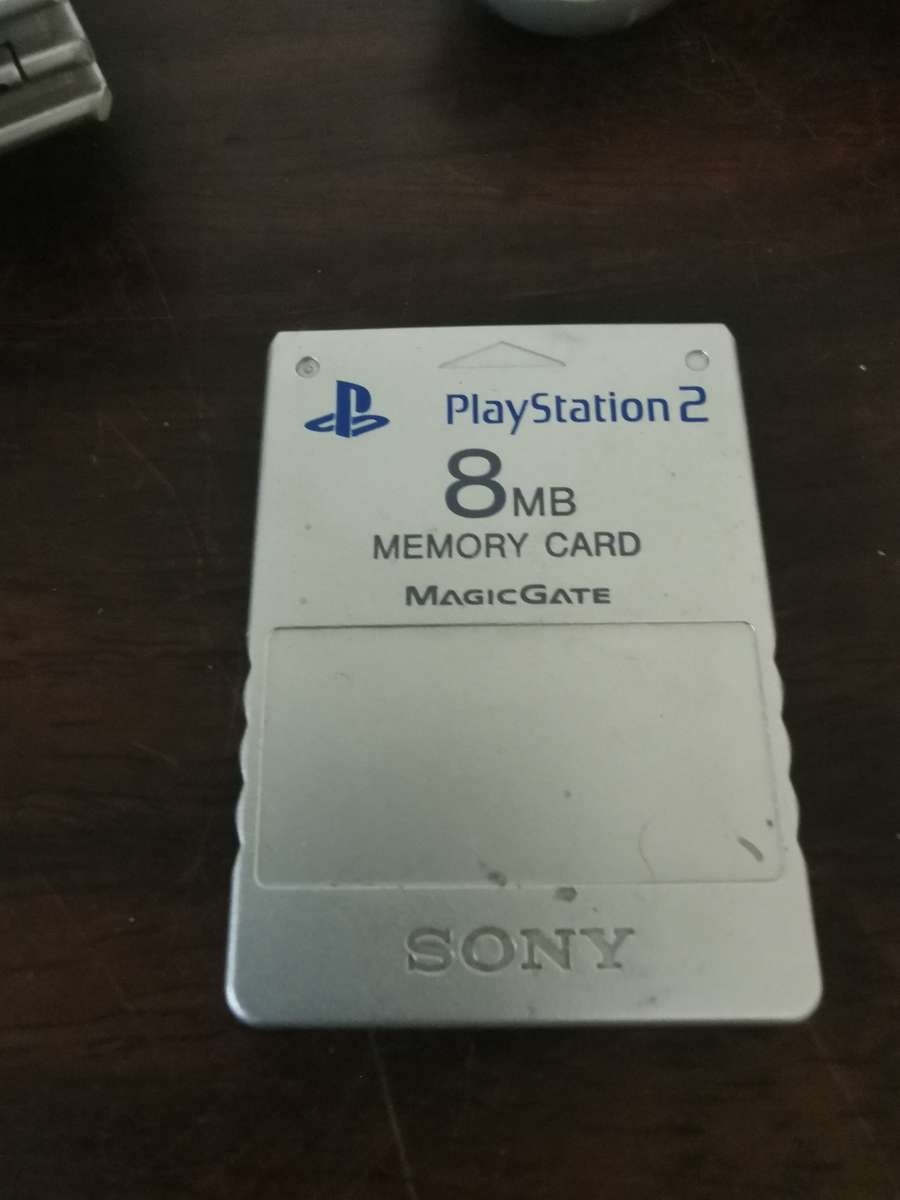 PlayStation 2
8MB
MEMORY CARD
MAGICGATE
SONY